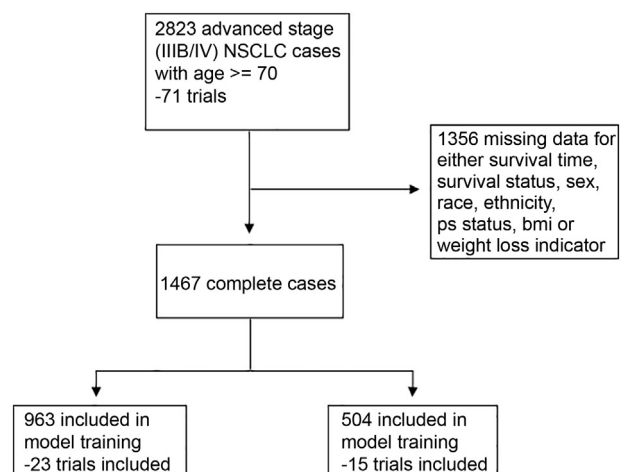 2823 advanced stage
(IIIB/IV) NSCLC cases
with age >= 70
-71 trials
1356 missing data for
either survival time,
survival status, sex,
race, ethnicity,
ps status, bmi or
weight loss indicator
1467 complete cases
963 included in
model training
-23 trials included
504 included in
model training
-15 trials included